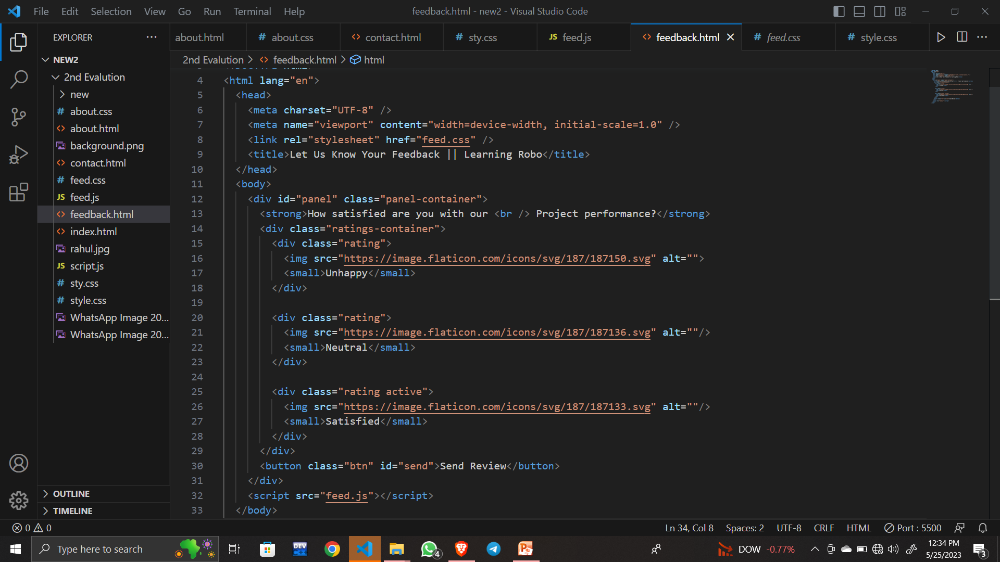 File Edit Selection View Go Run Terminal Help
feedback.html - new2 - Visual Studio Code
EXPLORER
about.html
# about.css
<> contact.html
# sty.css
JS feed.js
<> feedback.html
# feed.css
# style.css
NEW2
2nd Evalution
new
# about.css
<> about.html
background.png
<> contact.html
# feed.css
JS feed.js
<> feedback.html
<> index.html
rahul.jpg
JS script.js
# sty.css
# style.css
WhatsApp Image 20...
WhatsApp Image 20...
OUTLINE
TIMELINE
2nd Evalution > <> feedback.html > html
4 <html lang="en">
5 <head>
6 <meta charset="UTF-8" />
7 <meta name="viewport" content="width=device-width, initial-scale=1.0" />
8 <link rel="stylesheet" href="feed.css" />
9 <title>Let Us Know Your Feedback || Learning Robo</title>
10 </head>
11 <body>
12 <div id="panel" class="panel-container">
13 <strong>How satisfied are you with our <br /> Project performance?</strong>
14 <div class="ratings-container">
15 <div class="rating">
16 <img src="https://image.flaticon.com/icons/svg/187/187150.svg" alt="">
17 <small>Unhappy</small>
18 </div>
19
20 <div class="rating">
21 <img src="https://image.flaticon.com/icons/svg/187/187136.svg" alt=""/>
22 <small>Neutral</small>
23 </div>
24
25 <div class="rating active">
26 <img src="https://image.flaticon.com/icons/svg/187/187133.svg" alt=""/>
27 <small>Satisfied</small>
28 </div>
29 </div>
30 <button class="btn" id="send">Send Review</button>
31 </div>
32 <script src="feed.js"></script>
33 </body>
0 0
Ln 34, Col 8 Spaces: 2 UTF-8 CRLF HTML Port : 5500
Type here to search
DEV C++
4
DOW -0.77%
12:34 PM
5/25/2023
3